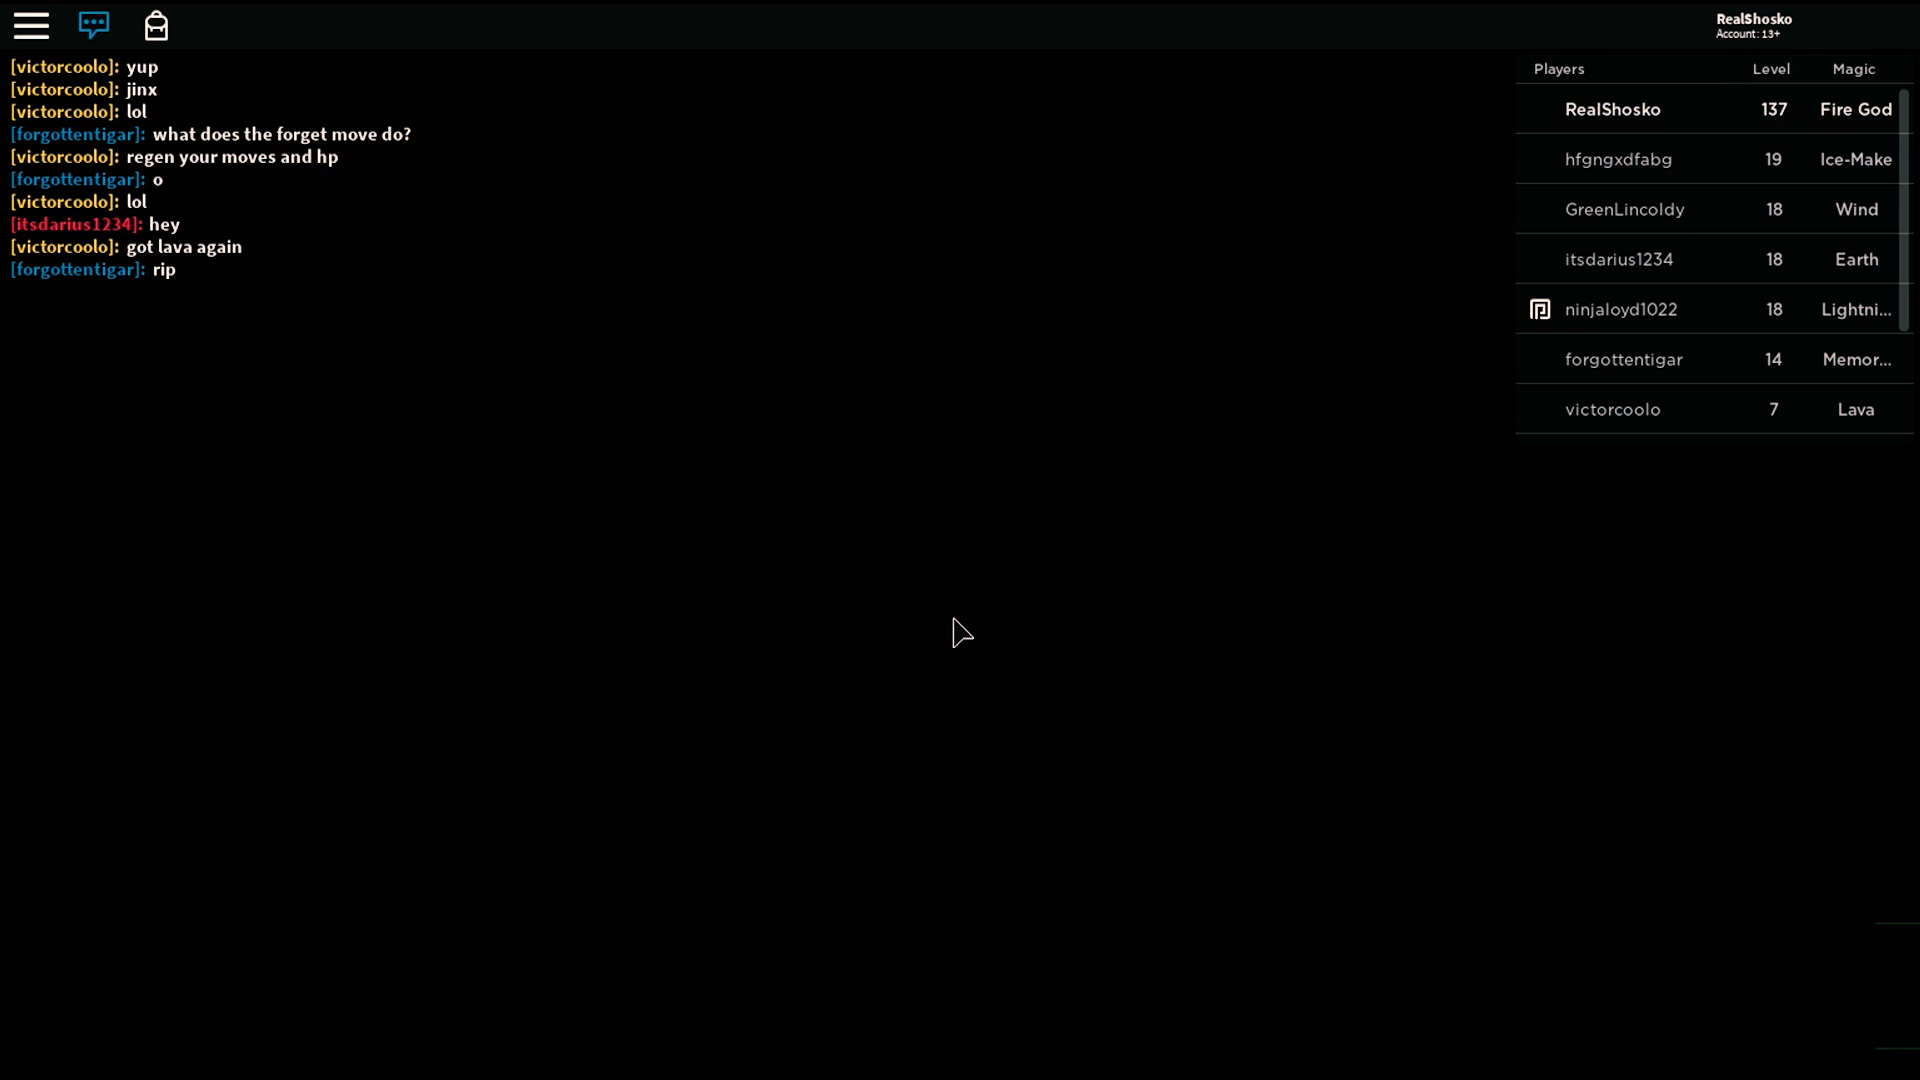 RealShosko
Account: 13+
[victorcoolo]: yup
[victorcoolo]: jinx
[victorcoolo]: lol
[forgottentigar]: what does the forget move do?
[victorcoolo]: regen your moves and hp
[forgottentigar]: o
[victorcoolo]: lol
[itsdarius1234]: hey
[victorcoolo]: got lava again
[forgottentigar]: rip
Players Level Magic
RealShosko 137 Fire God
hfgngxdfabg 19 Ice-Make
GreenLincoldy 18 Wind
itsdarius1234 18 Earth
ninjaloyd1022 18 Lightni...
forgottentigar 14 Memor...
victorcoolo 7 Lava